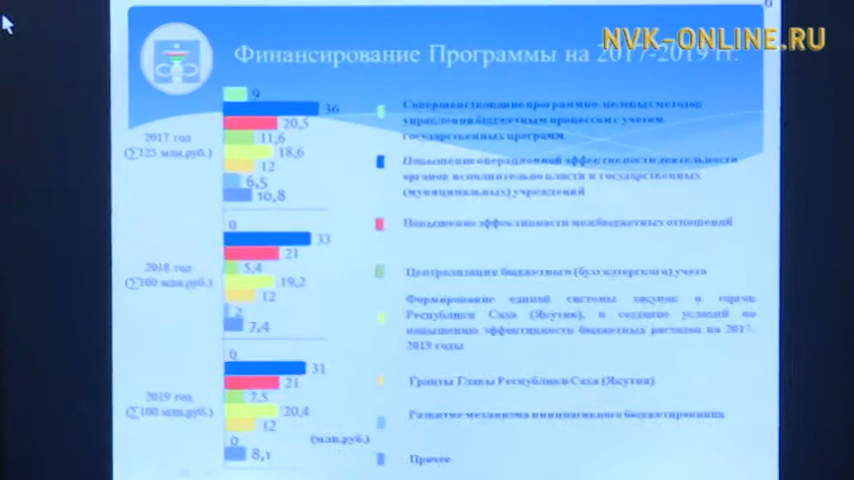 6
NVK-ONLINE.RU
Финансирование Программы на 2017-2019 гг.
9
36
20,5
11,6
18,6
12
6,5
10,8
2017 год
(∑125 млн.руб.)
0
33
21
5,4
19,2
12
2
7,4
2018 год
(∑100 млн.руб.)
0
31
21
7,5
20,4
12
0
8,1
2019 год
(∑100 млн.руб.)
(млн.руб.)
Совершенствование программно-целевых методов
управления бюджетным процессом с учетом
государственных программ
Повышение операционной эффективности деятельности
органов исполнительно власти и государственных
(муниципальных) учреждений
Повышение эффективности межбюджетных отношений
Централизация бюджетного (бухгалтерского) учета
Формирование единой системы закупок и торгов
Республики Саха (Якутия), и создание условий по
повышению эффективности бюджетных расходов на 2017-
2019 годы
Гранты Главы Республики Саха (Якутия)
Развитие механизма инициативного бюджетирования
Прочее